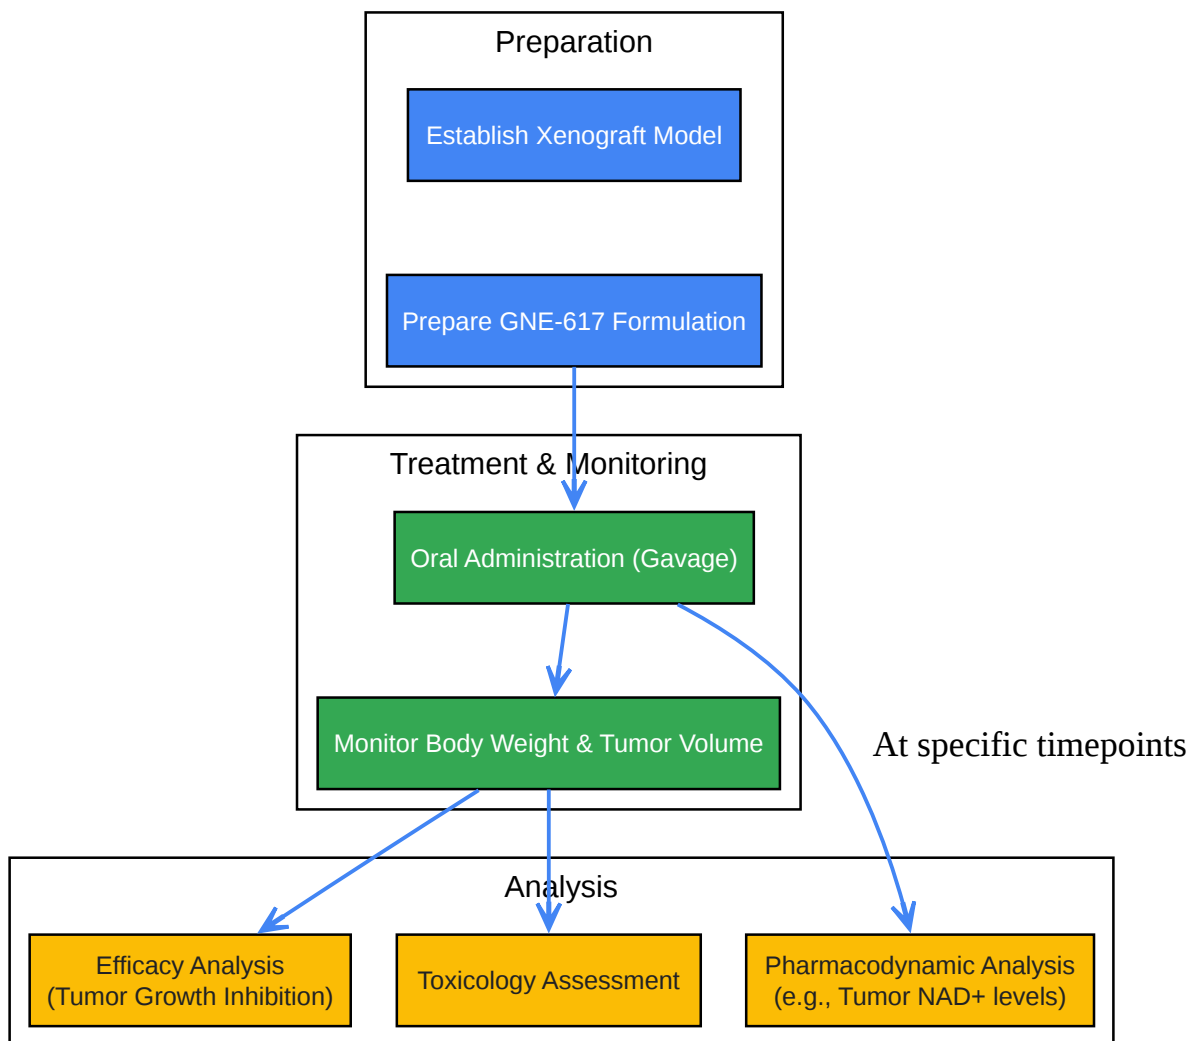 Preparation
Establish Xenograft Model
Prepare GNE-617 Formulation
Treatment & Monitoring
Oral Administration (Gavage)
Monitor Body Weight & Tumor Volume
At specific timepoints
Analysis
Efficacy Analysis
(Tumor Growth Inhibition)
Toxicology Assessment
Pharmacodynamic Analysis
(e.g., Tumor NAD+ levels)